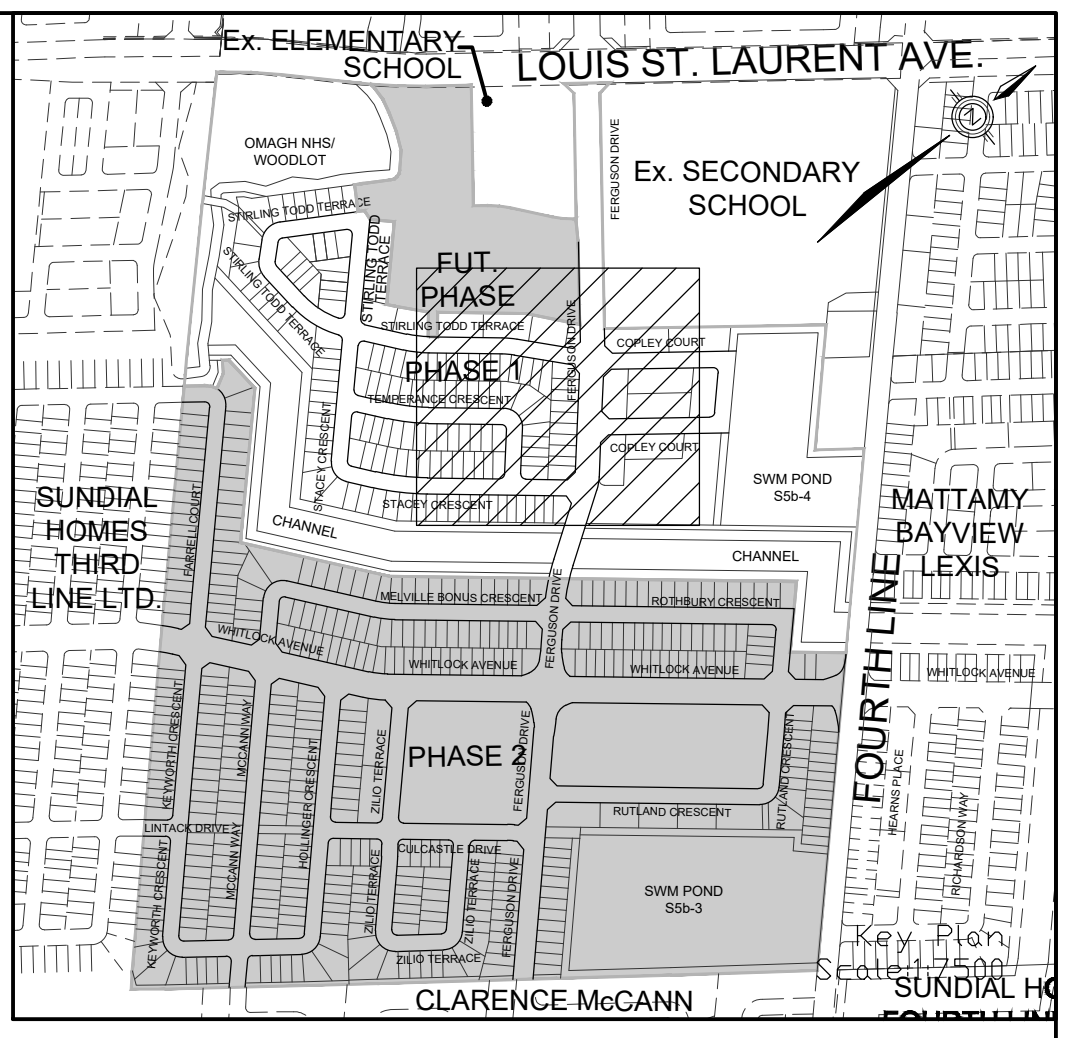 Ex. ELEMENTARY
SCHOOL
LOUIS ST. LAURENT AVE.
OMAGH NHS/
WOODLOT
FERGUSON DRIVE
Ex. SECONDARY
SCHOOL
STIRLING TODD TERRACE
STIRLING TODD
TERRACE
STIRLING TODD TERRACE
FUT.
PHASE
STIRLING TODD TERRACE
FERGUSON DRIVE
COPLEY COURT
PHASE 1
TEMPERANCE CRESCENT
STACEY CRESCENT
COPLEY COURT
SWM POND
S5b-4
STACEY CRESCENT
SUNDIAL
HOMES
THIRD
LINE LTD.
FARRELL COURT
CHANNEL
CHANNEL
MATTAMY
BAYVIEW
LEXIS
FOURTH LINE
MELVILLE BONUS CRESCENT
FERGUSON DRIVE
ROTHBURY CRESCENT
WHITLOCK AVENUE
WHITLOCK AVENUE
WHITLOCK AVENUE
WHITLOCK AVENUE
KEYWORTH CRESCENT
MCCANN WAY
HOLLINGER CRESCENT
ZILIO TERRACE
PHASE 2
FERGUSON DRIVE
RUTLAND CRESCENT
RUTLAND CRESCENT
HEARNS PLACE
RICHARDSON WAY
LINTACK DRIVE
CULCASTLE DRIVE
KEYWORTH CRESCENT
MCCANN WAY
ZILIO TERRACE
ZILIO TERRACE
FERGUSON DRIVE
ZILIO TERRACE
SWM POND
S5b-3
Key Plan
Scale:1:7500
CLARENCE McCANN
SUNDIAL HO
FOURTH LIN